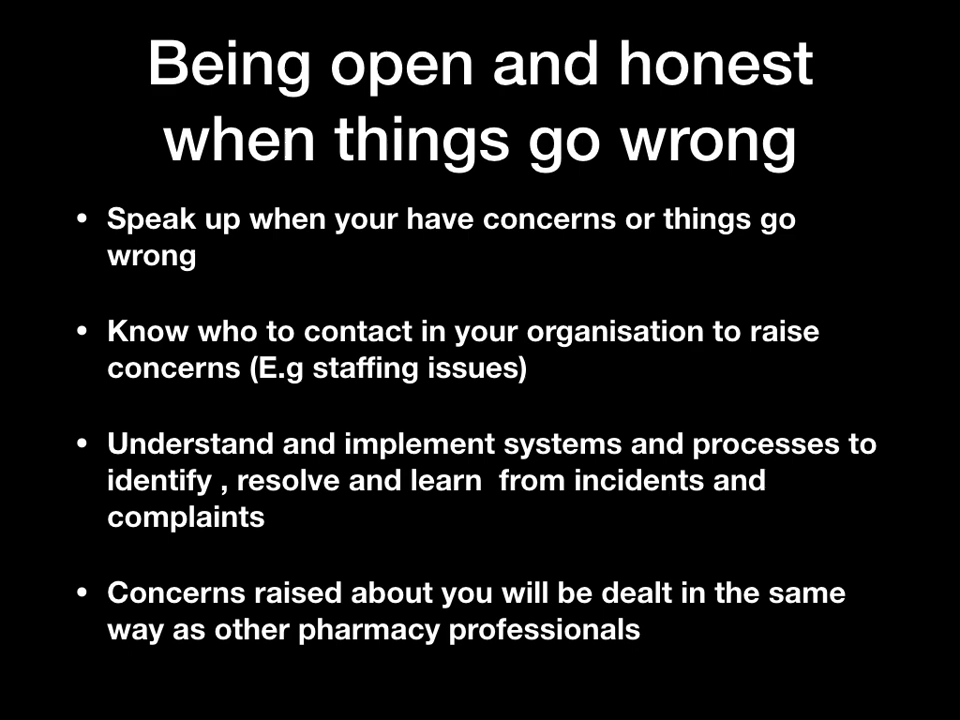 Being open and honest
when things go wrong
• Speak up when your have concerns or things go
wrong
• Know who to contact in your organisation to raise
concerns (E.g staffing issues)
• Understand and implement systems and processes to
identify , resolve and learn  from incidents and
complaints
• Concerns raised about you will be dealt in the same
way as other pharmacy professionals